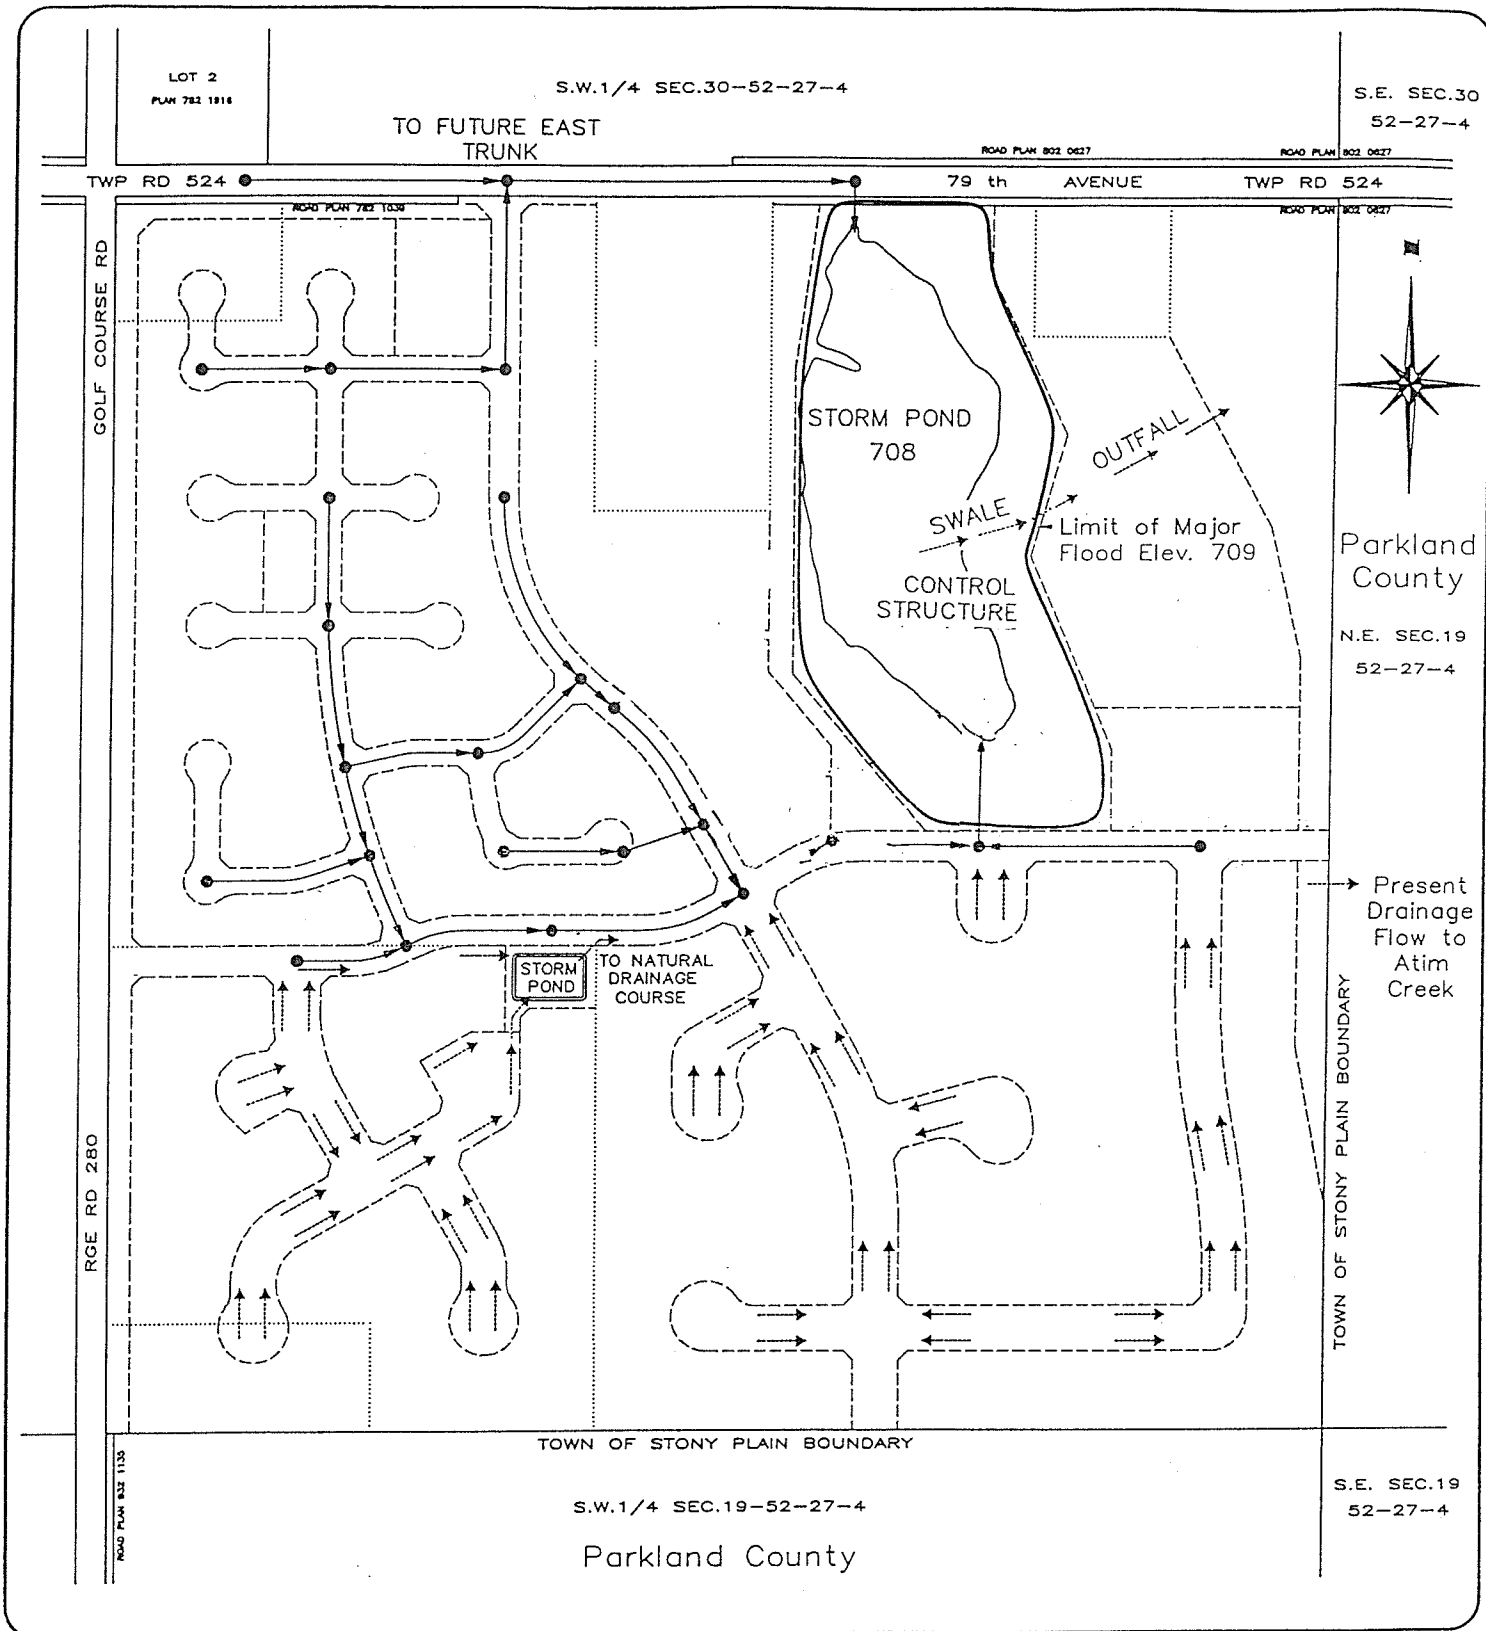 LOT 2
PLAN 782 1916
S.W.1/4 SEC.30-52-27-4
S.E. SEC.30
52-27-4
TO FUTURE EAST
TRUNK
ROAD PLAN 802 0627
ROAD PLAN 802 0627
TWP RD 524
79 th AVENUE
TWP RD 524
ROAD PLAN 782 1039
ROAD PLAN 802 0627
GOLF COURSE RD
STORM POND
708
OUTFALL
SWALE
Limit of Major
Flood Elev. 709
CONTROL
STRUCTURE
Parkland
County
N.E. SEC.19
52-27-4
Present
Drainage
Flow to
Atim
Creek
STORM
POND
TO NATURAL
DRAINAGE
COURSE
RGE RD 280
TOWN OF STONY PLAIN BOUNDARY
TOWN OF STONY PLAIN BOUNDARY
ROAD PLAN 932 1135
S.W.1/4 SEC.19-52-27-4
S.E. SEC.19
52-27-4
Parkland County